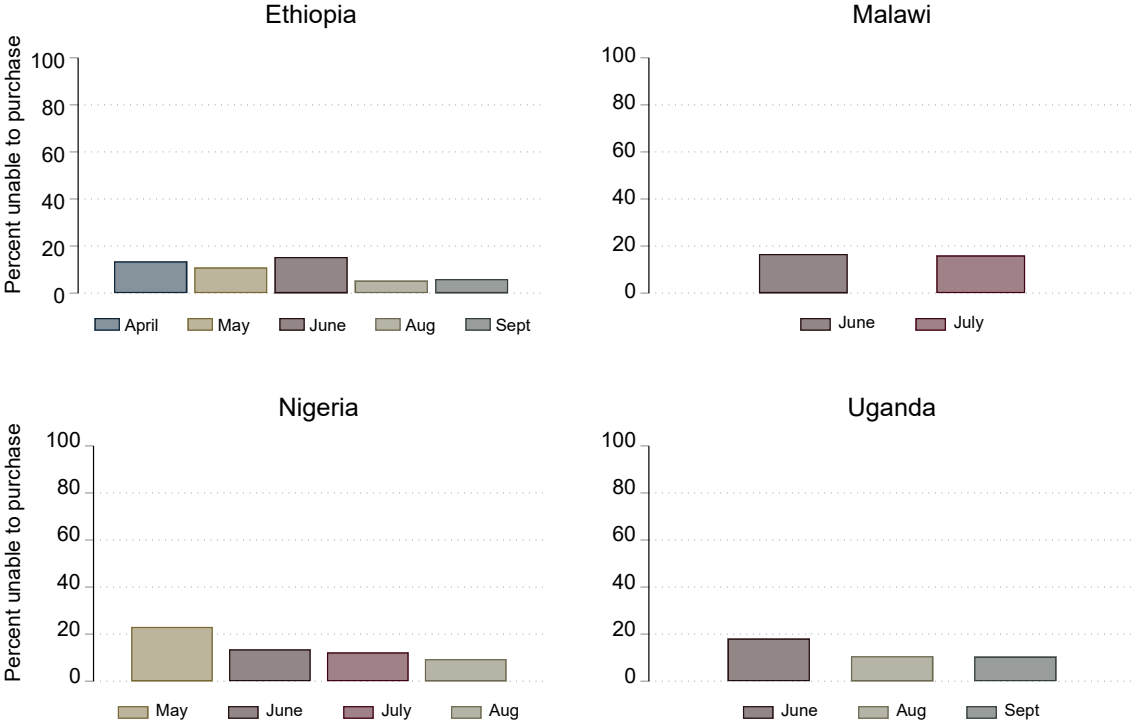 Ethiopia
Percent unable to purchase
100
80
60
40
20
0
April May June Aug Sept
Malawi
100
80
60
40
20
0
June July
Nigeria
Percent unable to purchase
100
80
60
40
20
0
May June July Aug
Uganda
100
80
60
40
20
0
June Aug Sept